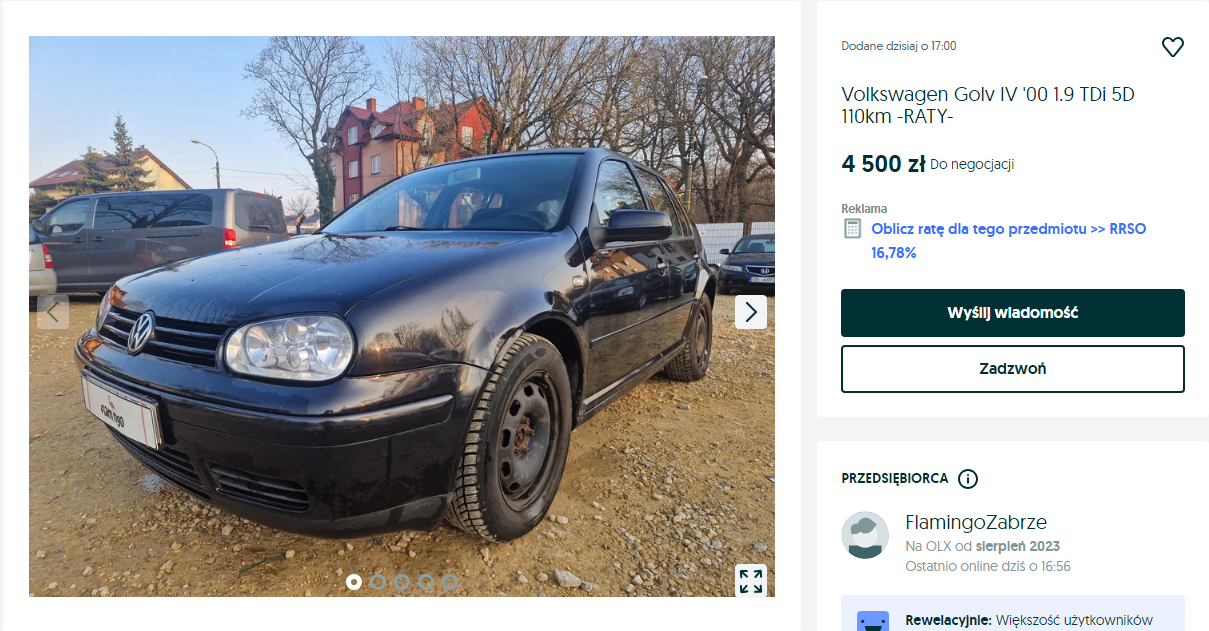 Dodane dzisiaj o 17:00
Volkswagen Golv IV '00 1.9 TDi 5D
110km -RATY-
4 500 zł Do negocjacji
Reklama
Oblicz ratę dla tego przedmiotu >> RRSO
16,78%
Wyślij wiadomość
Zadzwoń
PRZEDSIĘBIORCA
FlamingoZabrze
Na OLX od sierpień 2023
Ostatnio online dziś o 16:56
Rewelacyjnie: Większość użytkowników